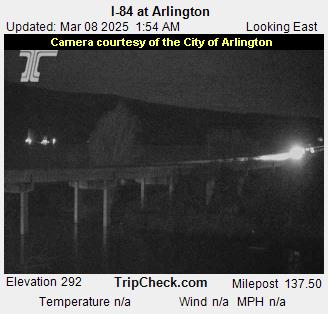 I-84 at Arlington
Updated: Mar 08 2025 1:54 AM Looking East
Camera courtesy of the City of Arlington
Elevation 292 TripCheck.com Milepost 137.50
Temperature n/a Wind n/a MPH n/a